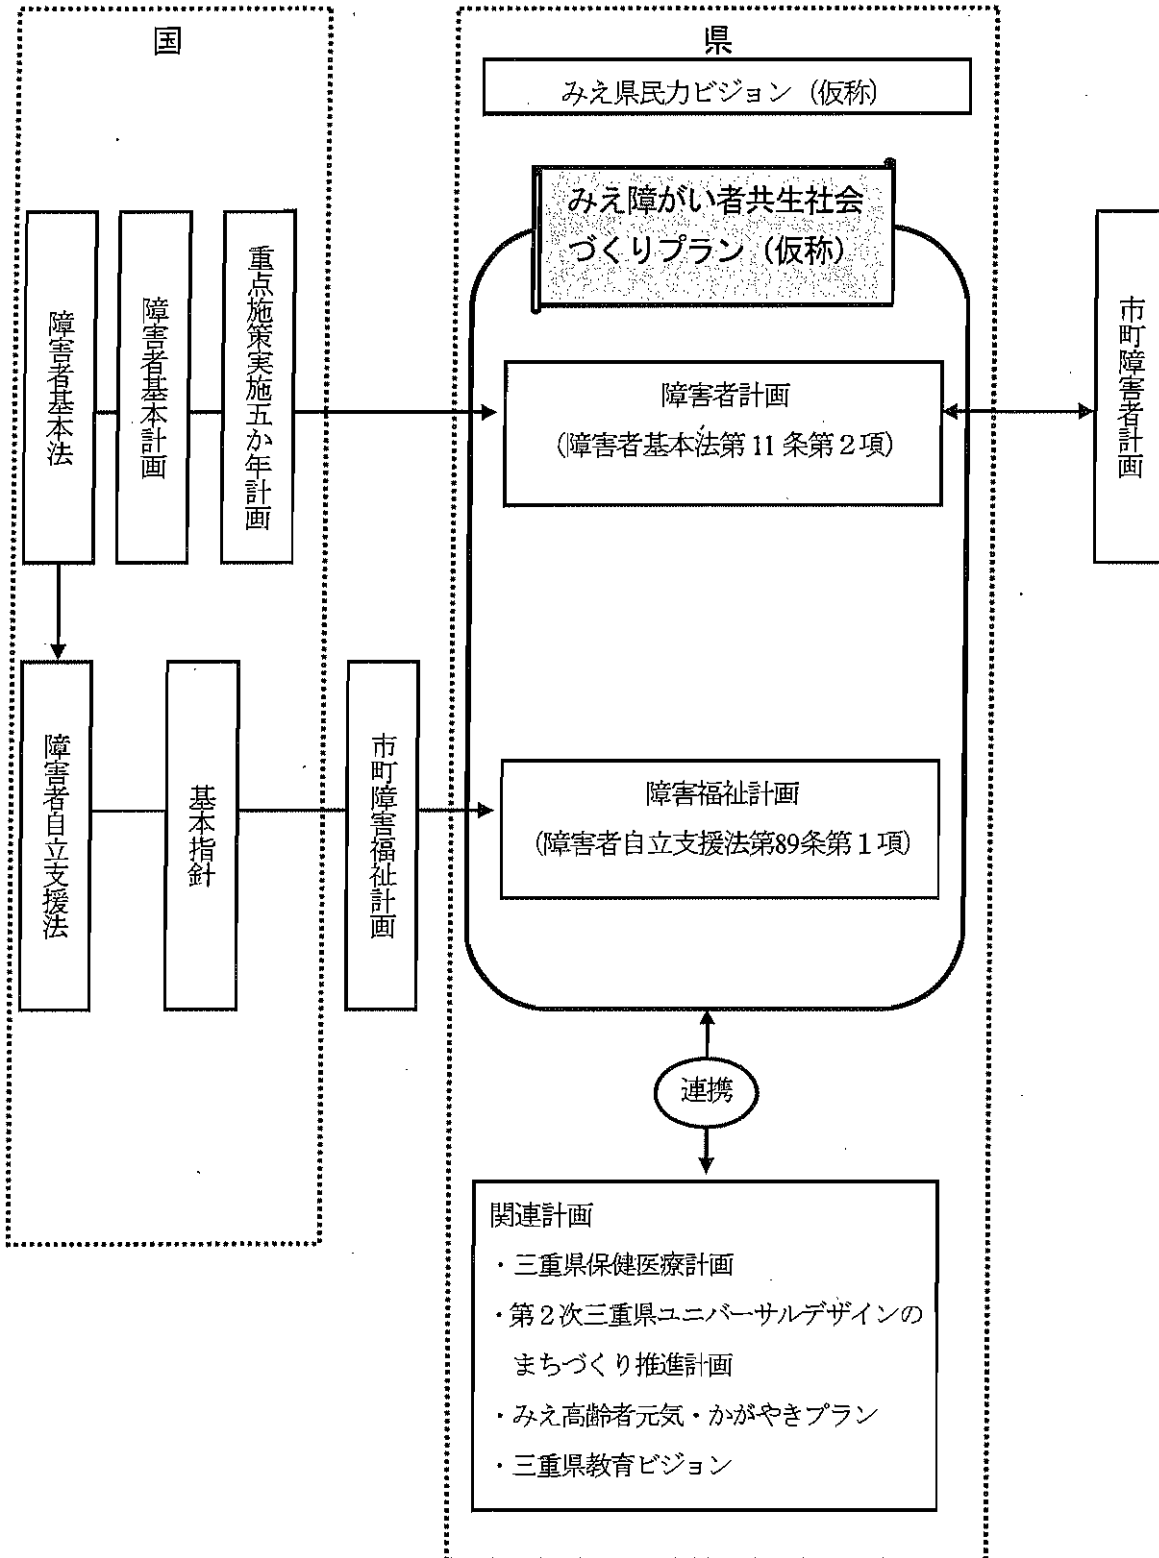 国
県
みえ県民力ビジョン（仮称）
みえ障がい者共生社会
づくりプラン（仮称）
障害者基本法
障害者基本計画
重点施策実施五か年計画
障害者計画
（障害者基本法第11条第２項）
市町障害者計画
障害者自立支援法
基本指針
市町障害福祉計画
障害福祉計画
（障害者自立支援法第89条第１項）
連携
関連計画
・三重県保健医療計画
・第２次三重県ユニバーサルデザインの
まちづくり推進計画
・みえ高齢者元気・かがやきプラン
・三重県教育ビジョン